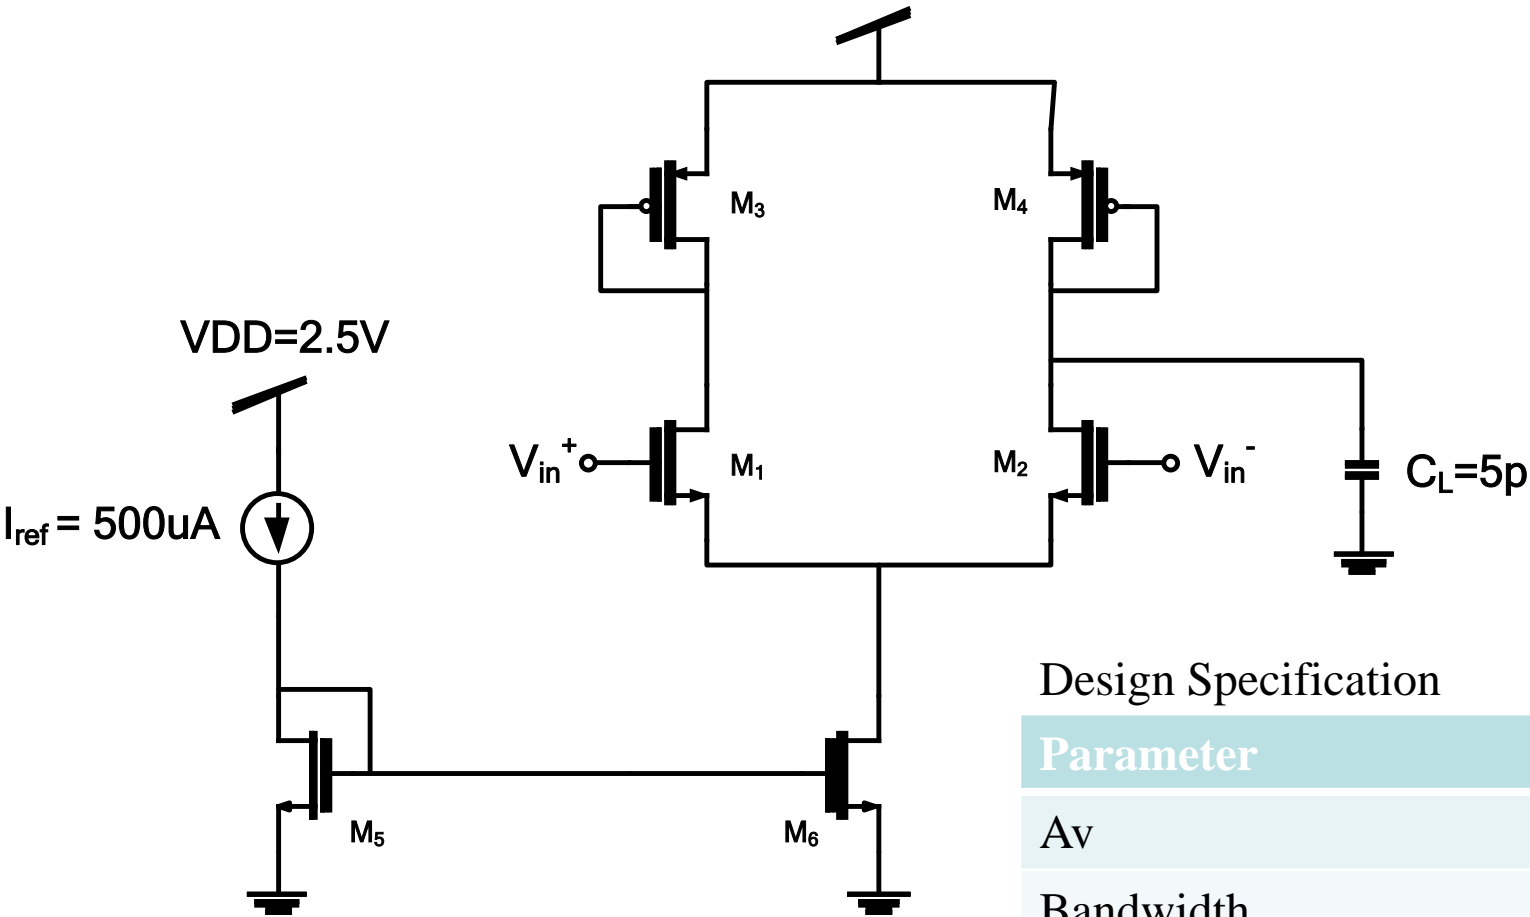 M3
M4
VDD=2.5V
Vin+
M1
M2
Vin-
CL=5p
Iref = 500uA
Design Specification
Parameter
M5
M6
Av
Bandwidth